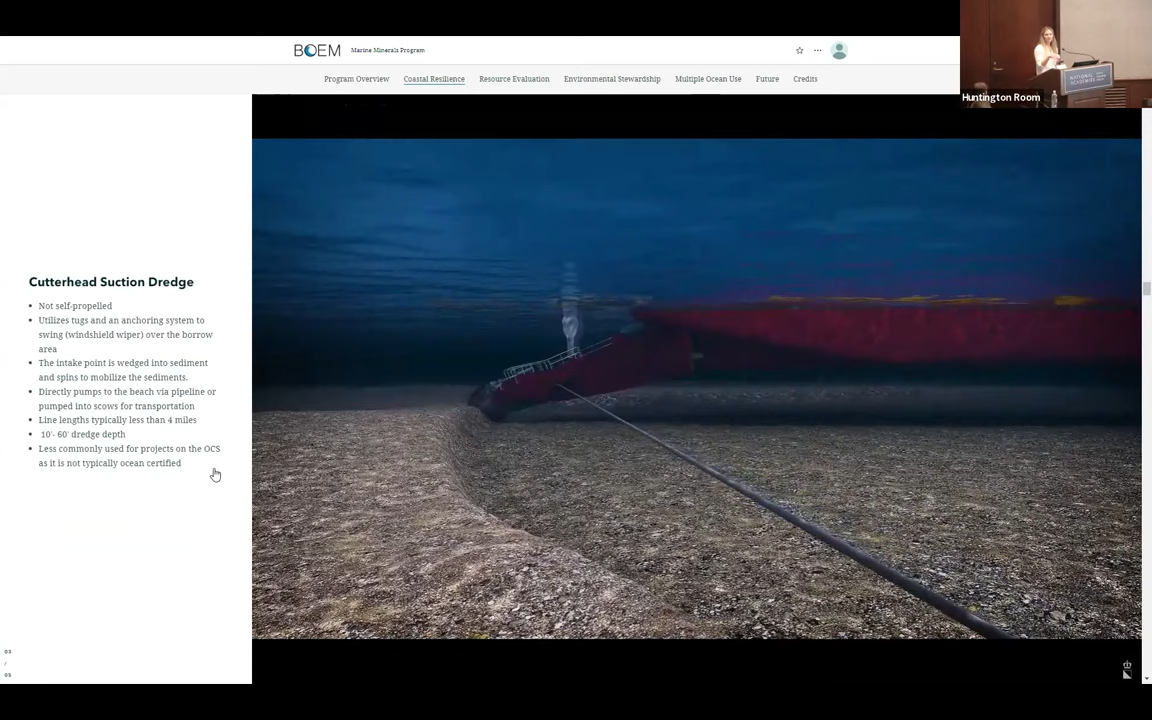 BOEM Marine Minerals Program
Program Overview Coastal Resilience Resource Evaluation Environmental Stewardship Multiple Ocean Use Future Credits
Huntington Room
NATIONAL
ACADEMIES
Cutterhead Suction Dredge
• Not self-propelled
• Utilizes tugs and an anchoring system to
swing (windshield wiper) over the borrow
area
• The intake point is wedged into sediment
and spins to mobilize the sediments.
• Directly pumps to the beach via pipeline or
pumped into scows for transportation
• Line lengths typically less than 4 miles
• 10'- 60' dredge depth
• Less commonly used for projects on the OCS
as it is not typically ocean certified
03
/
05